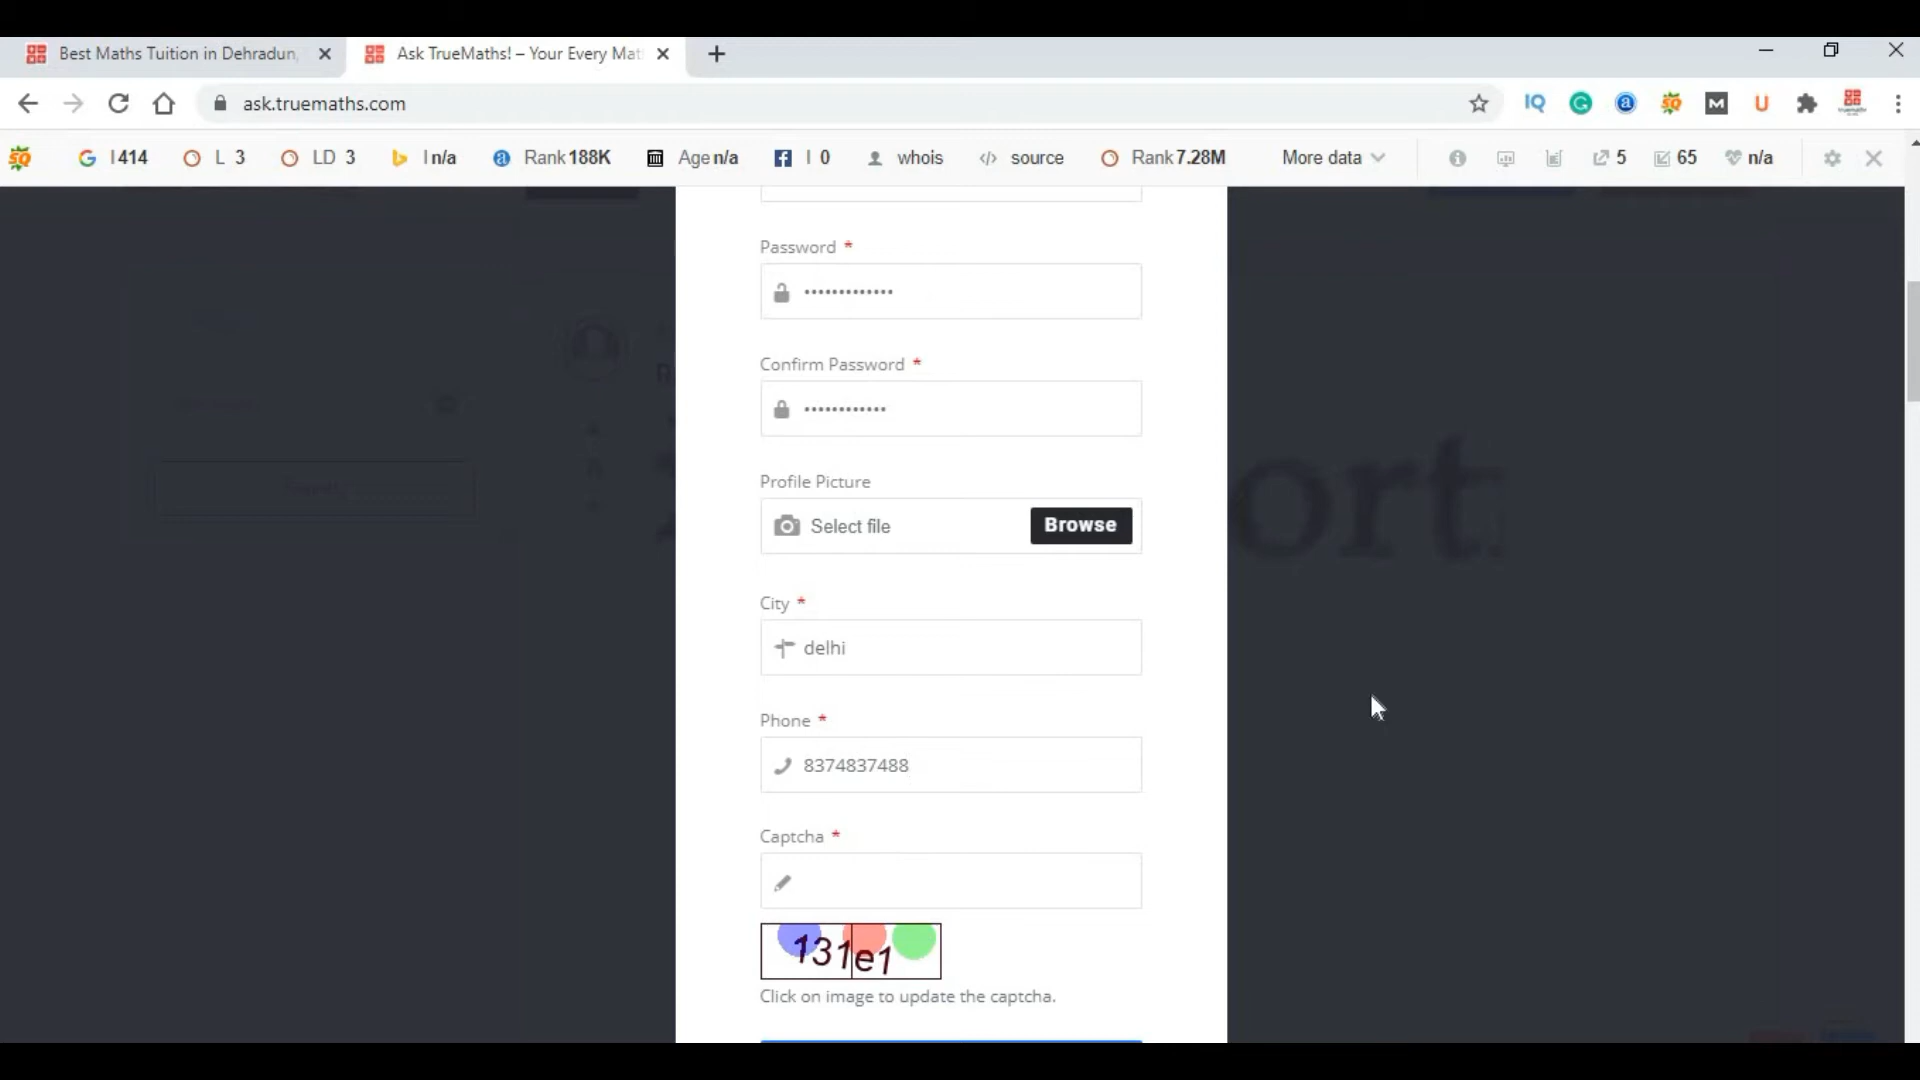 Best Maths Tuition in Dehradun,
Ask TrueMaths! – Your Every Mat
ask.truemaths.com
I 414 L 3 LD 3 I n/a Rank 188K Age n/a I 0 whois source Rank 7.28M More data 5 65 n/a
Password *
•••••••••••••
Confirm Password *
••••••••••••
Profile Picture
Select file Browse
City *
delhi
Phone *
8374837488
Captcha *
131e1
Click on image to update the captcha.
ort